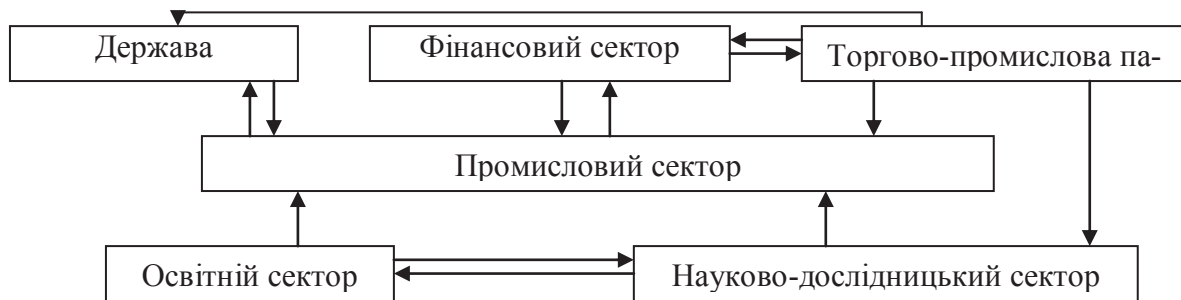 Держава
Фінансовий сектор
Торгово-промислова па-
Промисловий сектор
Освітній сектор
Науково-дослідницький сектор